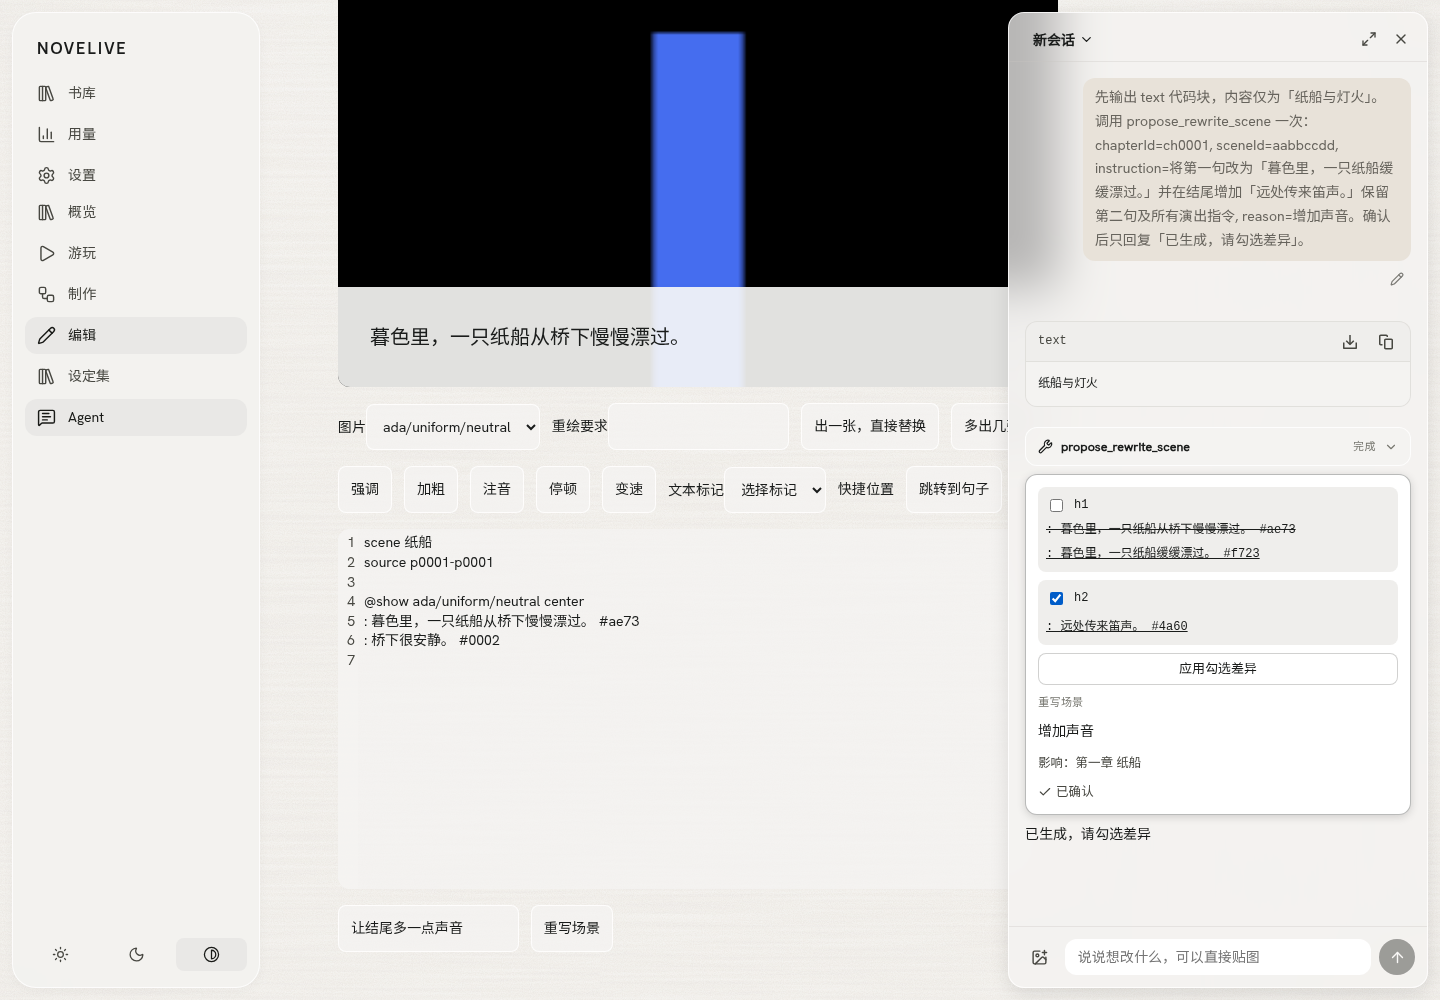 NOVELIVE
书库
用量
设置
概览
游玩
制作
编辑
设定集
Agent
暮色里，一只纸船从桥下慢慢漂过。
图片 ada/uniform/neutral 重绘要求 出一张，直接替换 多出几
强调 加粗 注音 停顿 变速 文本标记 选择标记 快捷位置 跳转到句子
1 scene 纸船
2 source p0001-p0001
3
4 @show ada/uniform/neutral center
5 : 暮色里，一只纸船从桥下慢慢漂过。 #ae73
6 : 桥下很安静。 #0002
7
让结尾多一点声音 重写场景
新会话
先输出 text 代码块，内容仅为「纸船与灯火」。
调用 propose_rewrite_scene 一次：
chapterId=ch0001, sceneId=aabbccdd,
instruction=将第一句改为「暮色里，一只纸船缓
缓漂过。」并在结尾增加「远处传来笛声。」保留
第二句及所有演出指令, reason=增加声音。确认
后只回复「已生成，请勾选差异」。
text
纸船与灯火
propose_rewrite_scene 完成
h1
: 暮色里，一只纸船从桥下慢慢漂过。 #ae73
: 暮色里，一只纸船缓缓漂过。 #f723
h2
: 远处传来笛声。 #4a60
应用勾选差异
重写场景
增加声音
影响：第一章 纸船
已确认
已生成，请勾选差异
说说想改什么，可以直接贴图